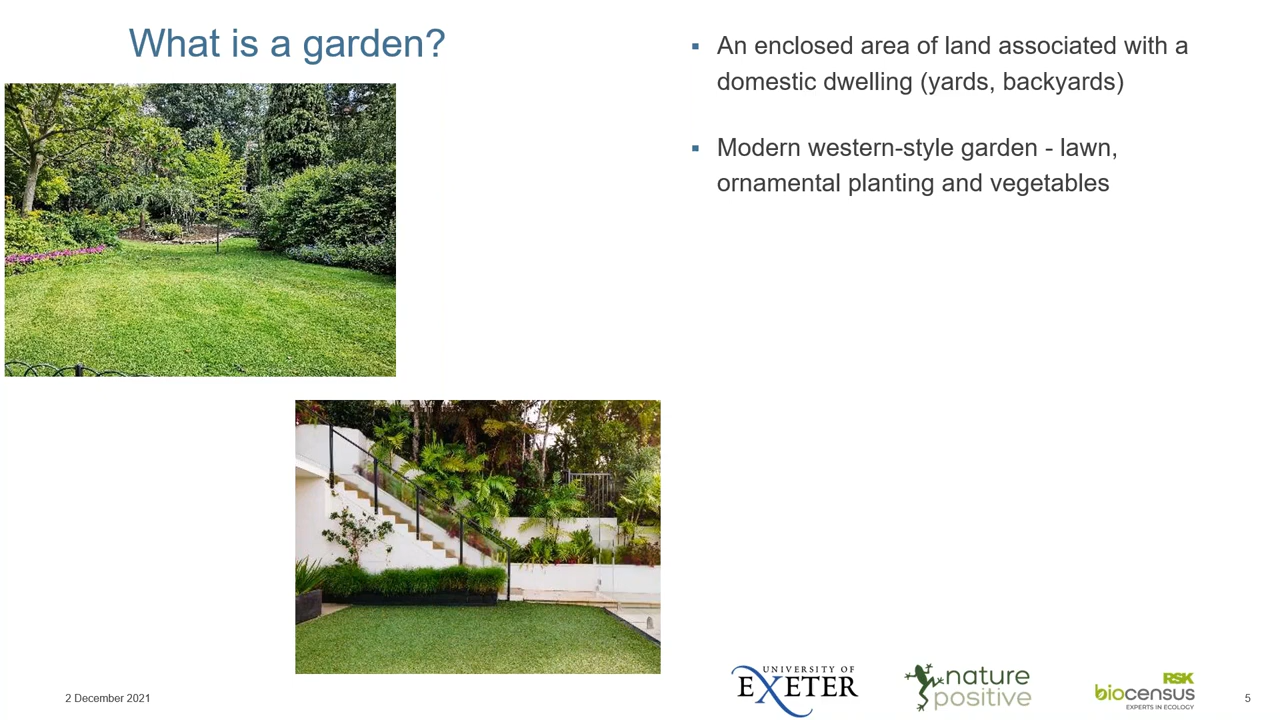 What is a garden?
▪ An enclosed area of land associated with a
domestic dwelling (yards, backyards)
▪ Modern western-style garden - lawn,
ornamental planting and vegetables
2 December 2021
UNIVERSITY OF
EXETER
nature
positive
RSK
biocensus
EXPERTS IN ECOLOGY
5